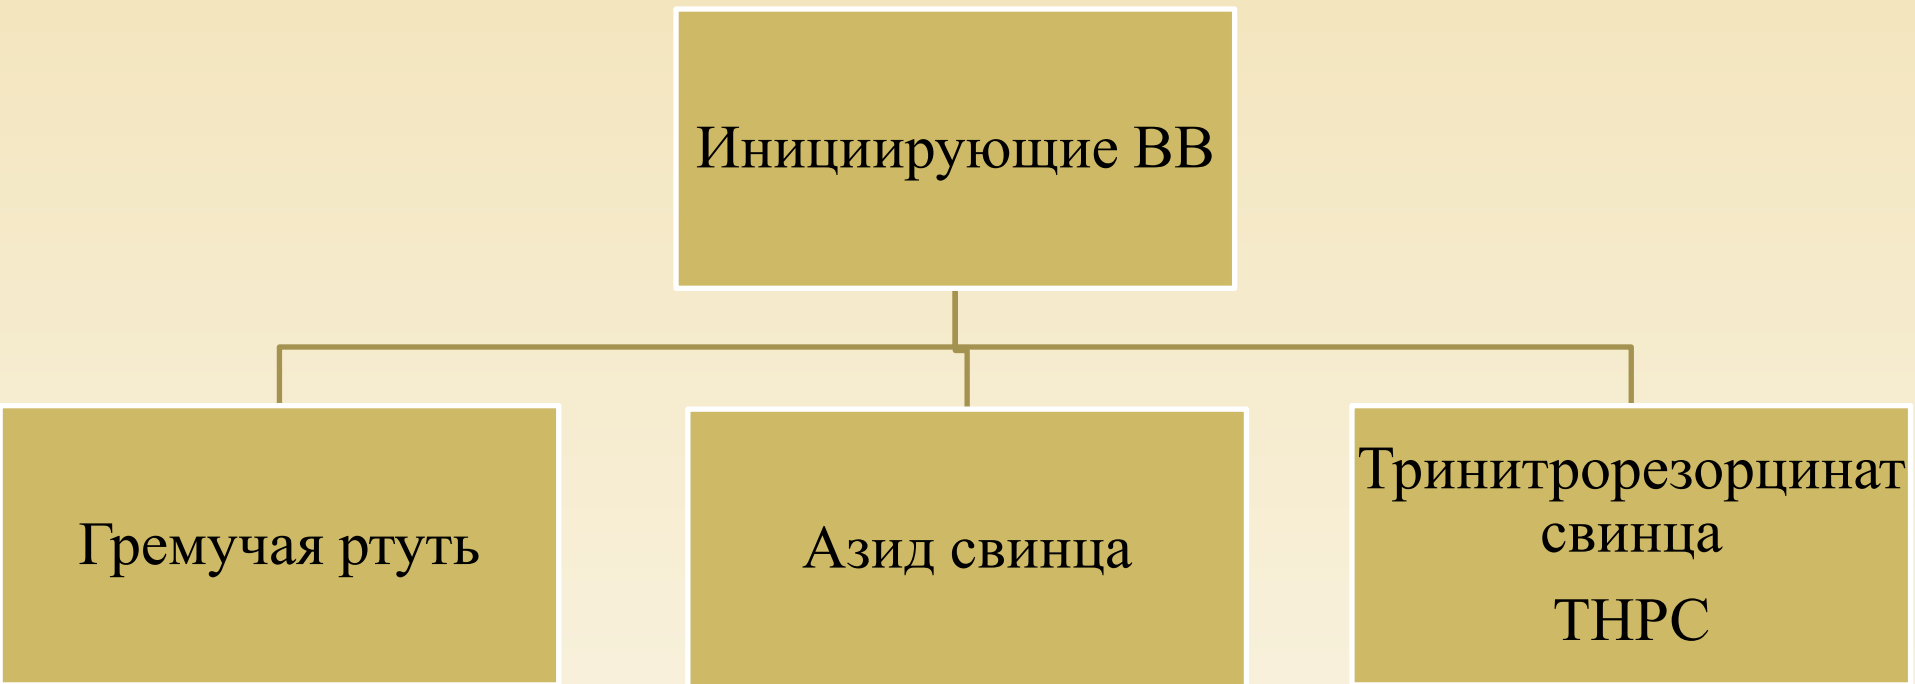 Инициирующие ВВ
Гремучая ртуть
Азид свинца
Тринитрорезорцинат
свинца
ТНРС